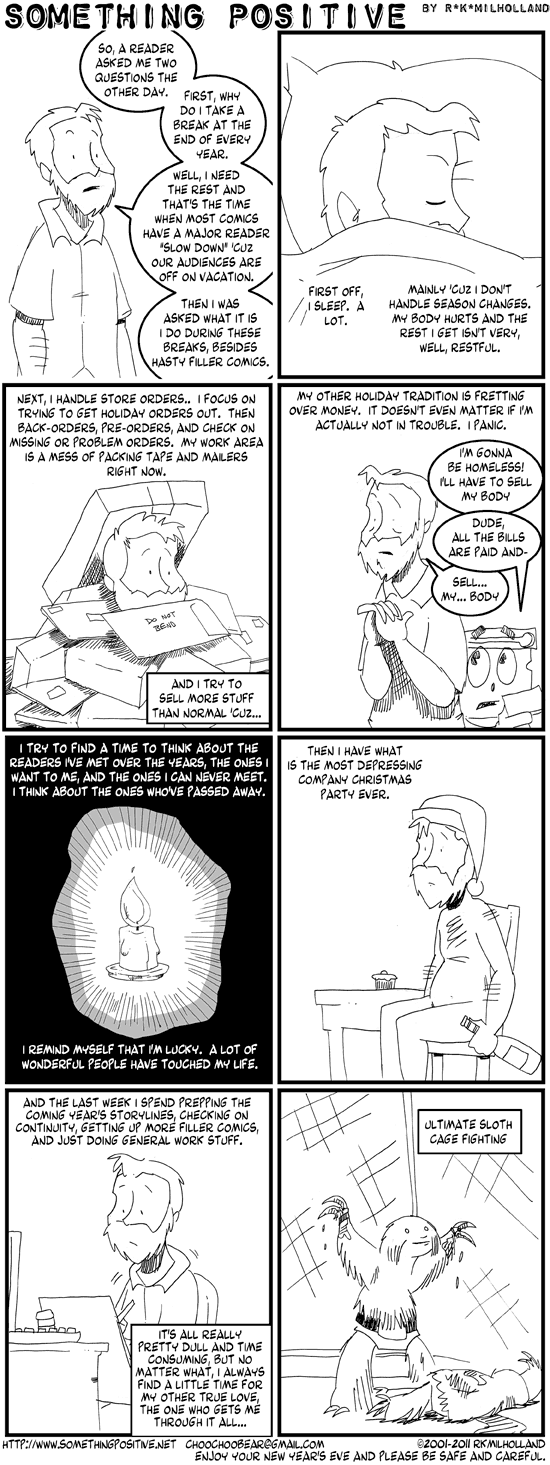 SOMETHING POSITIVE BY R*K*MILHOLLAND
SO, A READER
ASKED ME TWO
QUESTIONS THE
OTHER DAY.
FIRST, WHY
DO I TAKE A
BREAK AT THE
END OF EVERY
YEAR.
WELL, I NEED
THE REST AND
THAT'S THE TIME
WHEN MOST COMICS
HAVE A MAJOR READER
"SLOW DOWN" 'CUZ
OUR AUDIENCES ARE
OFF ON VACATION.
THEN I WAS
ASKED WHAT IT IS
I DO DURING THESE
BREAKS, BESIDES
HASTY FILLER COMICS.
FIRST OFF,
I SLEEP. A
LOT.
MAINLY 'CUZ I DON'T
HANDLE SEASON CHANGES.
MY BODY HURTS AND THE
REST I GET ISN'T VERY,
WELL, RESTFUL.
NEXT, I HANDLE STORE ORDERS.. I FOCUS ON
TRYING TO GET HOLIDAY ORDERS OUT. THEN
BACK-ORDERS, PRE-ORDERS, AND CHECK ON
MISSING OR PROBLEM ORDERS. MY WORK AREA
IS A MESS OF PACKING TAPE AND MAILERS
RIGHT NOW.
DO NOT
BEND
AND I TRY TO
SELL MORE STUFF
THAN NORMAL 'CUZ...
MY OTHER HOLIDAY TRADITION IS FRETTING
OVER MONEY. IT DOESN'T EVEN MATTER IF I'M
ACTUALLY NOT IN TROUBLE. I PANIC.
I'M GONNA
BE HOMELESS!
I'LL HAVE TO SELL
MY BODY
DUDE,
ALL THE BILLS
ARE PAID AND-
SELL...
MY... BODY
I TRY TO FIND A TIME TO THINK ABOUT THE
READERS I'VE MET OVER THE YEARS, THE ONES I
WANT TO ME, AND THE ONES I CAN NEVER MEET.
I THINK ABOUT THE ONES WHO'VE PASSED AWAY.
I REMIND MYSELF THAT I'M LUCKY. A LOT OF
WONDERFUL PEOPLE HAVE TOUCHED MY LIFE.
THEN I HAVE WHAT
IS THE MOST DEPRESSING
COMPANY CHRISTMAS
PARTY EVER.
AND THE LAST WEEK I SPEND PREPPING THE
COMING YEAR'S STORYLINES, CHECKING ON
CONTINUITY, GETTING UP MORE FILLER COMICS,
AND JUST DOING GENERAL WORK STUFF.
IT'S ALL REALLY
PRETTY DULL AND TIME
CONSUMING, BUT NO
MATTER WHAT, I ALWAYS
FIND A LITTLE TIME FOR
MY OTHER TRUE LOVE,
THE ONE WHO GETS ME
THROUGH IT ALL...
ULTIMATE SLOTH
CAGE FIGHTING
HTTP://WWW.SOMETHINGPOSITIVE.NET CHOOCHOOBEAR@GMAIL.COM ©2001-2011 RKMILHOLLAND
ENJOY YOUR NEW YEAR'S EVE AND PLEASE BE SAFE AND CAREFUL.